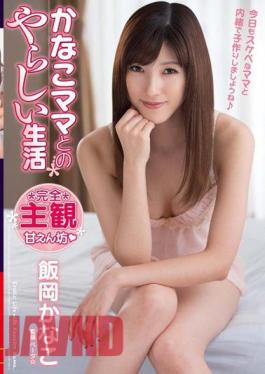 今日もスケベなママと
内緒で子作りしましょうね♪
かなこママとの
やらしい生活
完全
主観
甘えん坊♥
飯岡かなこ